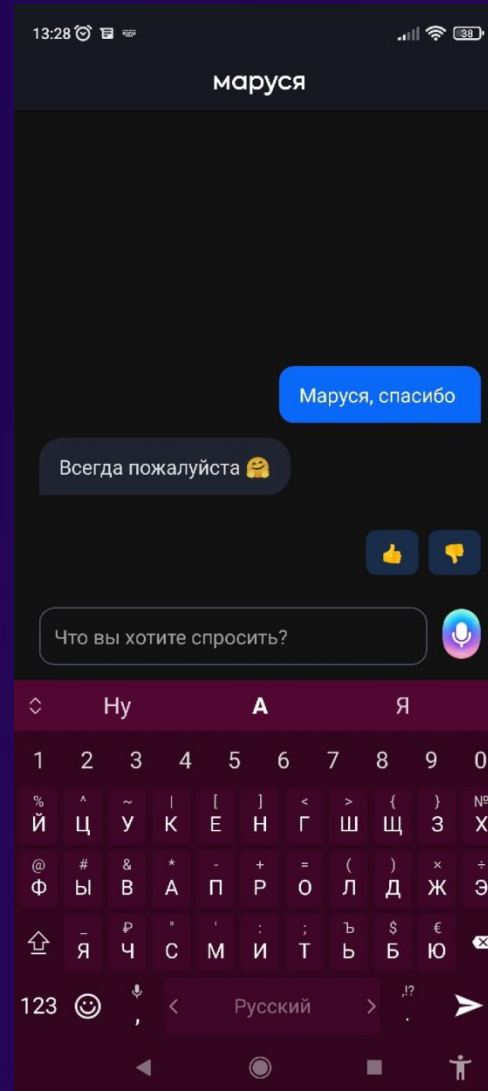 13:28 38
маруся
Маруся, спасибо
Всегда пожалуйста 🤗
👍 👎
Что вы хотите спросить?
Ну А Я
1 2 3 4 5 6 7 8 9 0
% ^ ~ | [ ] < > { } №
Й Ц У К Е Н Г Ш Щ З Х
@ # & * - + = ( ) × ÷
Ф Ы В А П Р О Л Д Ж Э
_ ₽ " ' : ; Ъ $ €
Я Ч С М И Т Ь Б Ю
,!?
123 , < Русский > .